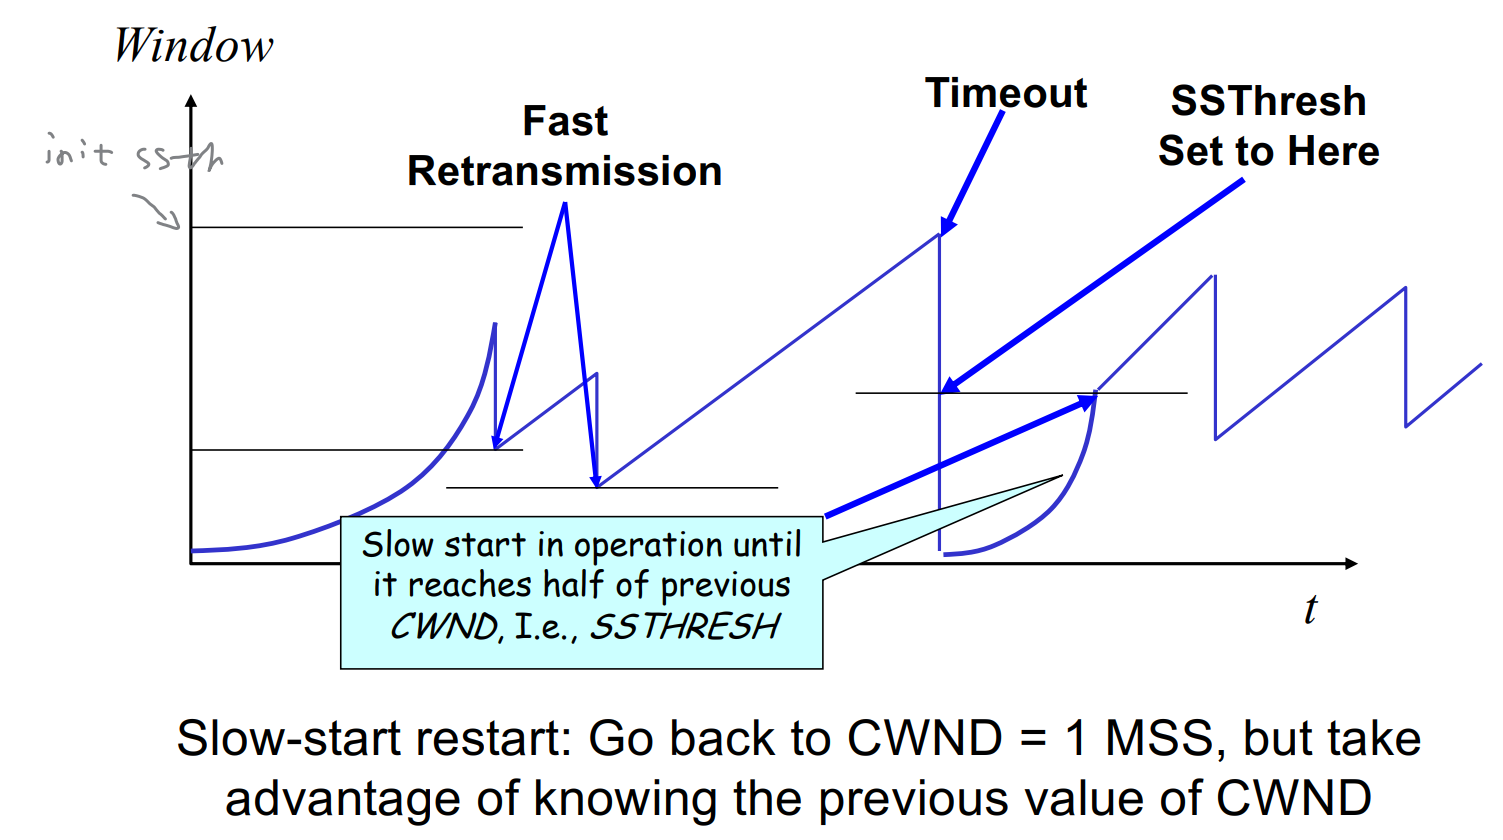 Window
init ssth
Fast
Retransmission
Timeout
SSThresh
Set to Here
Slow start in operation until
it reaches half of previous
CWND, I.e., SSTHRESH
t
Slow-start restart: Go back to CWND = 1 MSS, but take
advantage of knowing the previous value of CWND